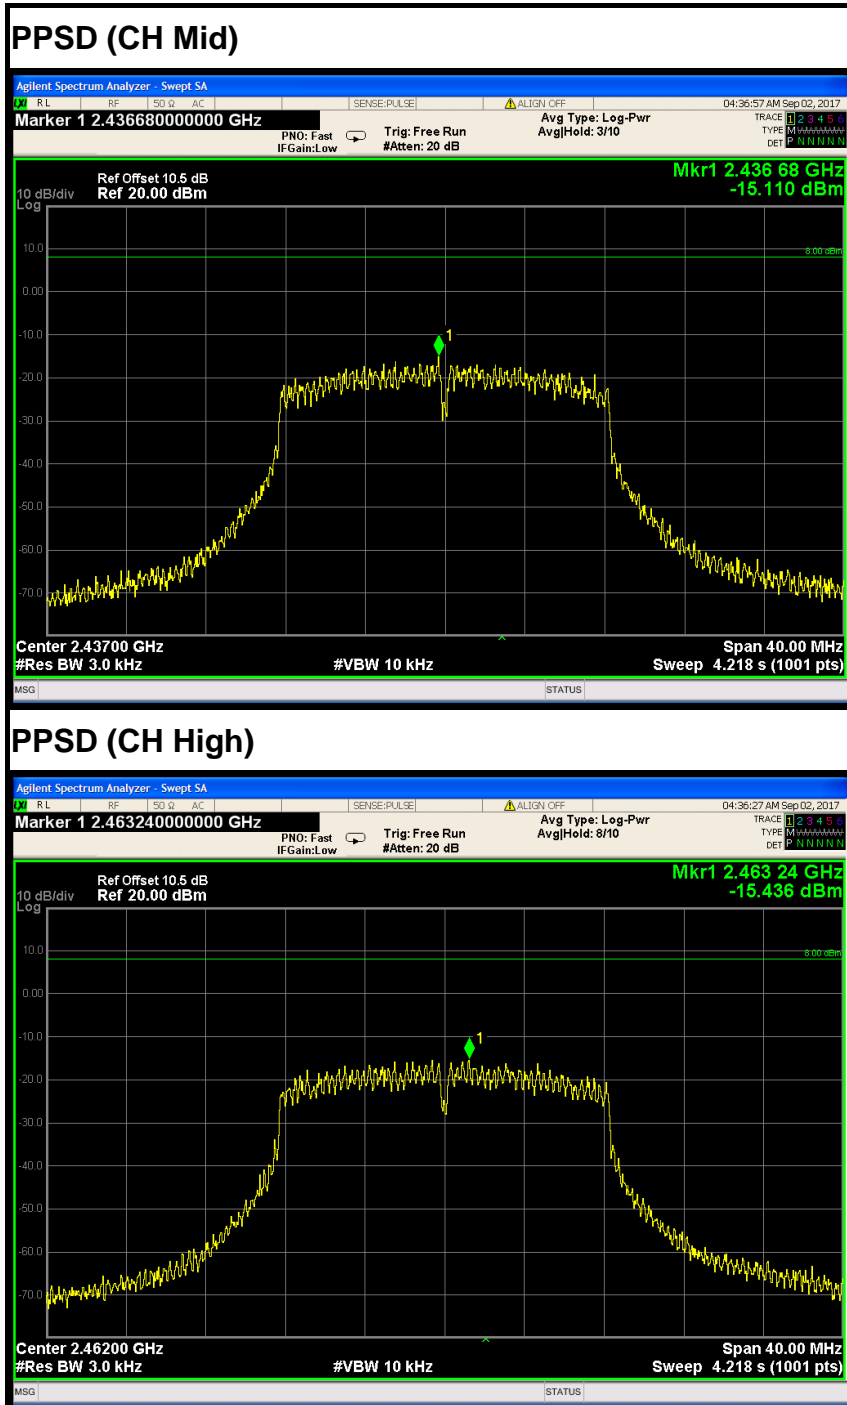 PPSD (CH Mid)
Agilent Spectrum Analyzer - Swept SA
LXI RL RF 50 Ω AC SENSE:PULSE ALIGN OFF 04:36:57 AM Sep 02, 2017
Marker 1 2.436680000000 GHz Avg Type: Log-Pwr TRACE 1 2 3 4 5 6
PNO: Fast Trig: Free Run Avg|Hold: 3/10 TYPE M
IFGain:Low #Atten: 20 dB DET P N N N N N
Mkr1 2.436 68 GHz
Ref Offset 10.5 dB
10 dB/div Ref 20.00 dBm -15.110 dBm
Log
10.0
8.00 dBm
0.00
-10.0
1
-20.0
-30.0
-40.0
-50.0
-60.0
-70.0
Center 2.43700 GHz Span 40.00 MHz
#Res BW 3.0 kHz #VBW 10 kHz Sweep 4.218 s (1001 pts)
MSG STATUS
PPSD (CH High)
Agilent Spectrum Analyzer - Swept SA
LXI RL RF 50 Ω AC SENSE:PULSE ALIGN OFF 04:36:27 AM Sep 02, 2017
Marker 1 2.463240000000 GHz Avg Type: Log-Pwr TRACE 1 2 3 4 5 6
PNO: Fast Trig: Free Run Avg|Hold: 8/10 TYPE M
IFGain:Low #Atten: 20 dB DET P N N N N N
Mkr1 2.463 24 GHz
Ref Offset 10.5 dB
10 dB/div Ref 20.00 dBm -15.436 dBm
Log
10.0
8.00 dBm
0.00
-10.0
1
-20.0
-30.0
-40.0
-50.0
-60.0
-70.0
Center 2.46200 GHz Span 40.00 MHz
#Res BW 3.0 kHz #VBW 10 kHz Sweep 4.218 s (1001 pts)
MSG STATUS